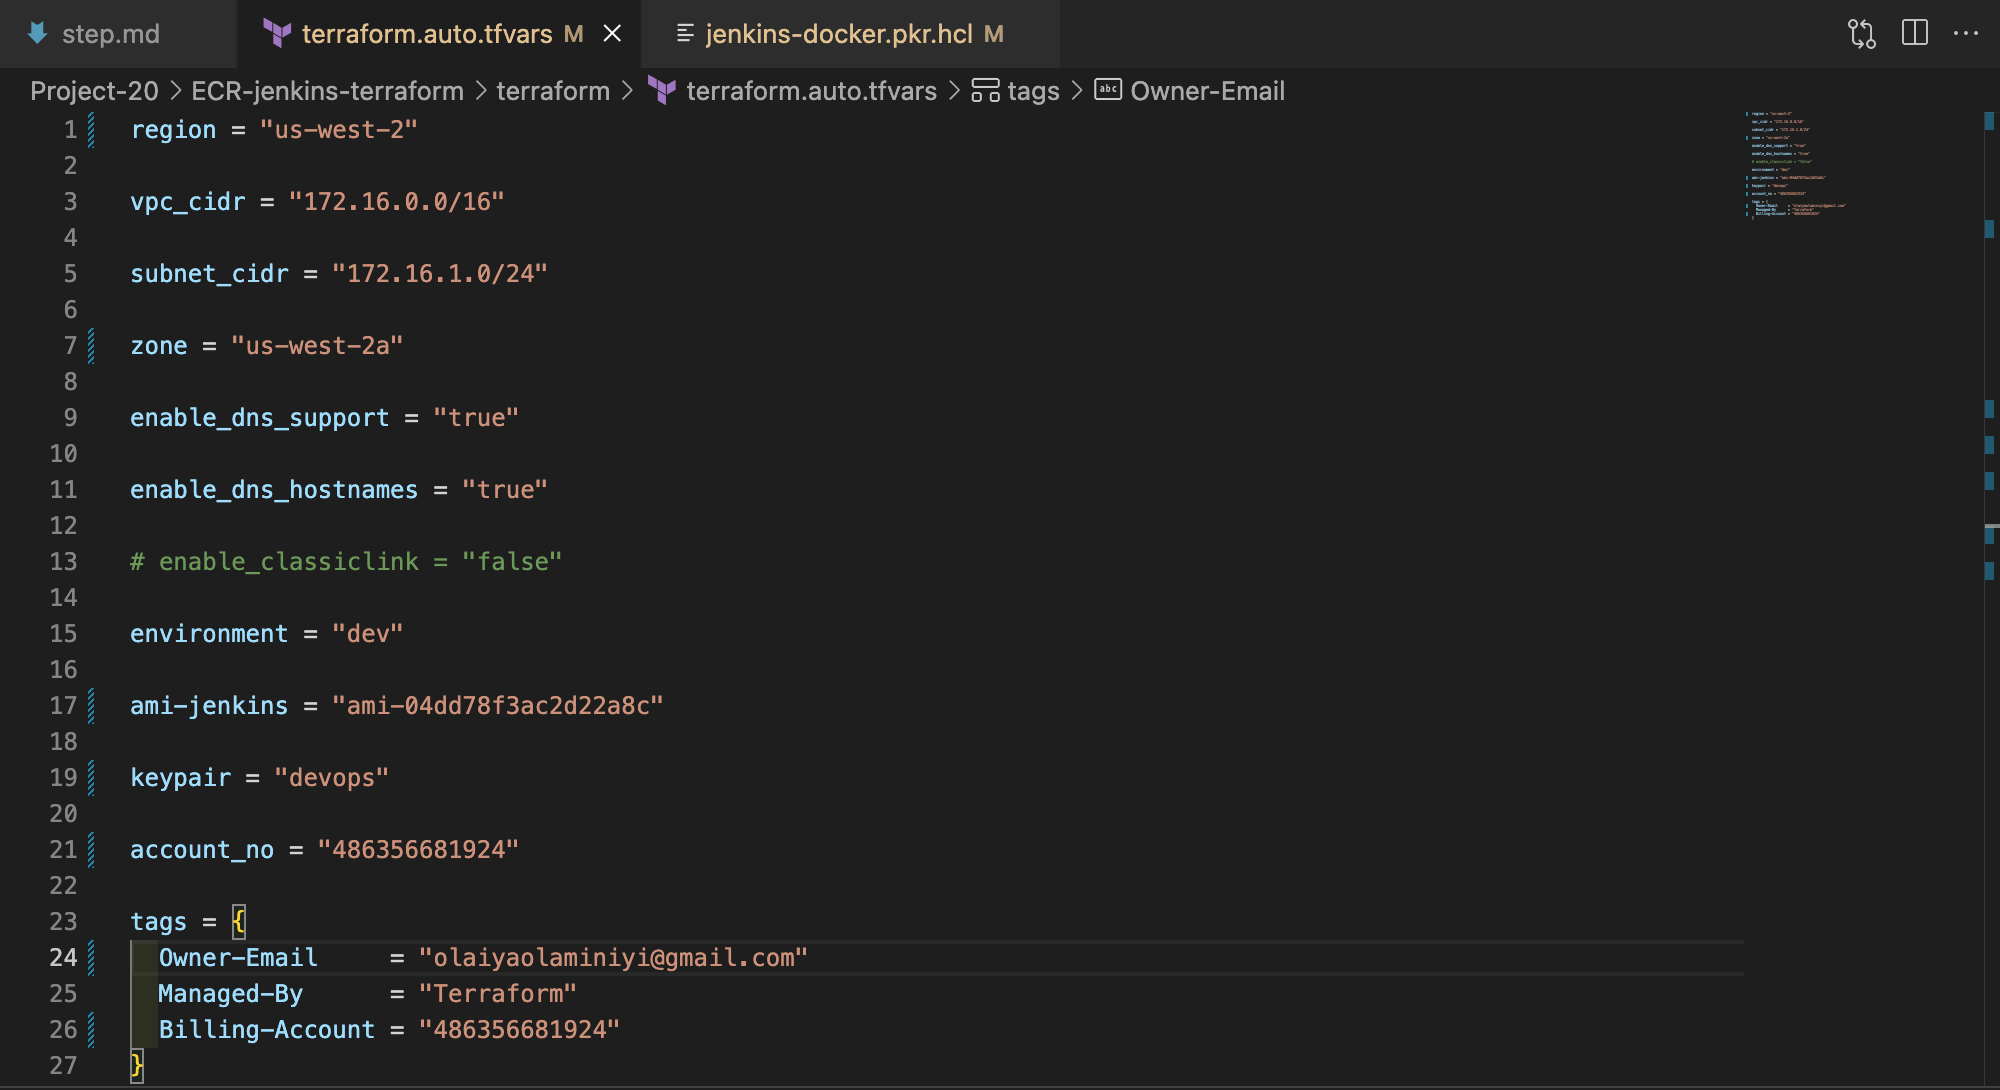 step.md
terraform.auto.tfvars M
jenkins-docker.pkr.hcl M
Project-20 > ECR-jenkins-terraform > terraform > terraform.auto.tfvars > tags > abc Owner-Email
1 region = "us-west-2"
2
3 vpc_cidr = "172.16.0.0/16"
4
5 subnet_cidr = "172.16.1.0/24"
6
7 zone = "us-west-2a"
8
9 enable_dns_support = "true"
10
11 enable_dns_hostnames = "true"
12
13 # enable_classiclink = "false"
14
15 environment = "dev"
16
17 ami-jenkins = "ami-04dd78f3ac2d22a8c"
18
19 keypair = "devops"
20
21 account_no = "486356681924"
22
23 tags = {
24 Owner-Email = "olaiyaolaminiyi@gmail.com"
25 Managed-By = "Terraform"
26 Billing-Account = "486356681924"
27 }